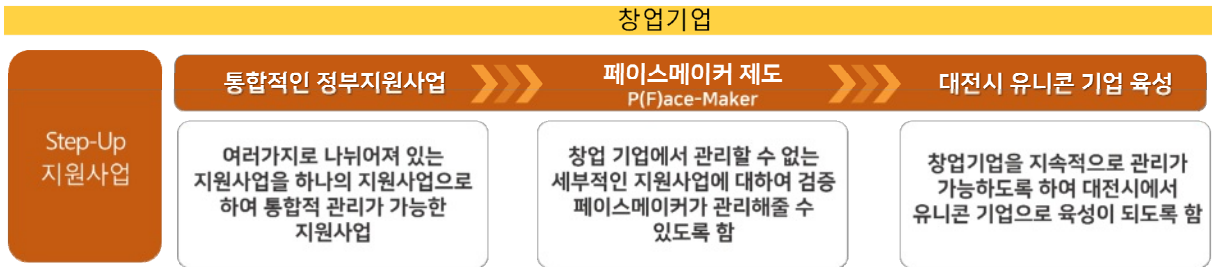 창업기업
Step-Up
지원사업
통합적인 정부지원사업
페이스메이커 제도
P(F)ace-Maker
대전시 유니콘 기업 육성
여러가지로 나뉘어져 있는
지원사업을 하나의 지원사업으로
하여 통합적 관리가 가능한
지원사업
창업 기업에서 관리할 수 없는
세부적인 지원사업에 대하여 검증
페이스메이커가 관리해줄 수
있도록 함
창업기업을 지속적으로 관리가
가능하도록 하여 대전시에서
유니콘 기업으로 육성이 되도록 함